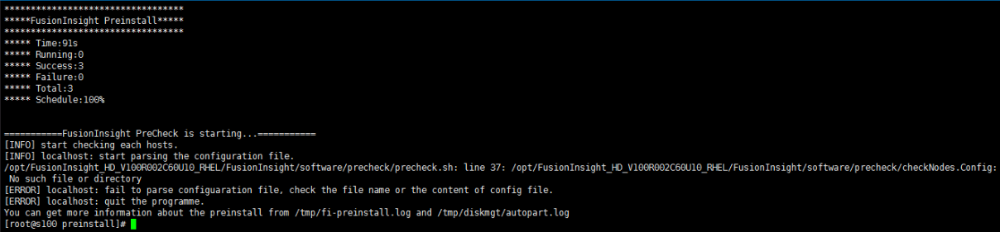 **********************************
*****FusionInsight Preinstall*****
**********************************
***** Time:91s
***** Running:0
***** Success:3
***** Failure:0
***** Total:3
***** Schedule:100%
===========FusionInsight PreCheck is starting...===========
[INFO] start checking each hosts.
[INFO] localhost: start parsing the configuration file.
/opt/FusionInsight_HD_V100R002C60U10_RHEL/FusionInsight/software/precheck/precheck.sh: line 37: /opt/FusionInsight_HD_V100R002C60U10_RHEL/FusionInsight/software/precheck/checkNodes.Config:
No such file or directory
[ERROR] localhost: fail to parse configuaration file, check the file name or the content of config file.
[ERROR] localhost: quit the programme.
You can get more information about the preinstall from /tmp/fi-preinstall.log and /tmp/diskmgt/autopart.log
[root@s100 preinstall]#